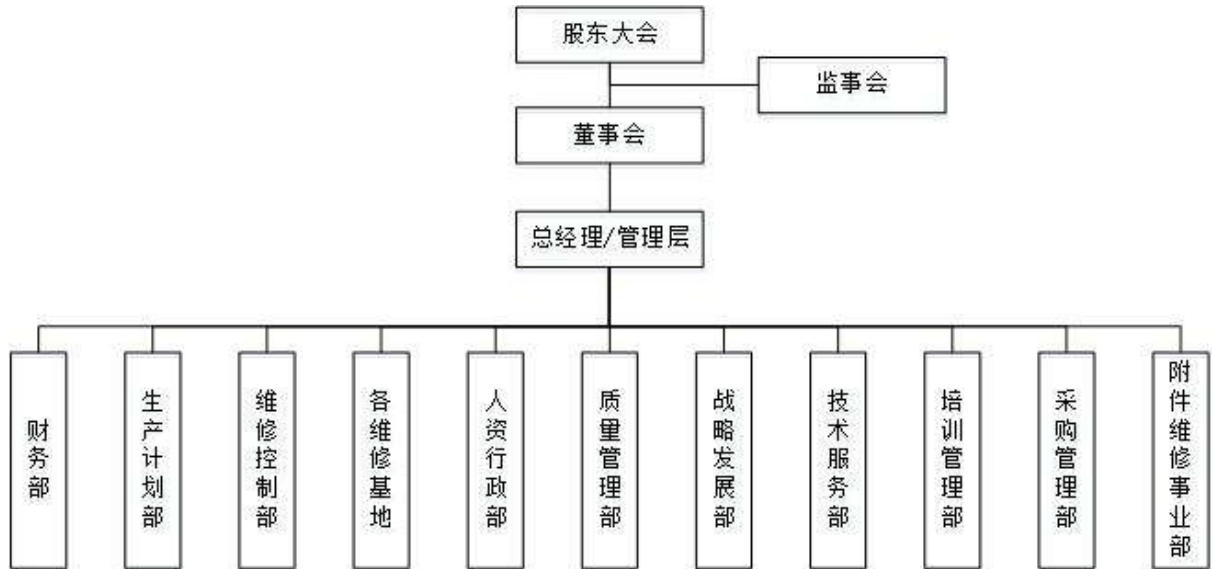 股东大会
监事会
董事会
总经理/管理层
财务部
生产计划部
维修控制部
各维修基地
人资行政部
质量管理部
战略发展部
技术服务部
培训管理部
采购管理部
附件维修事业部